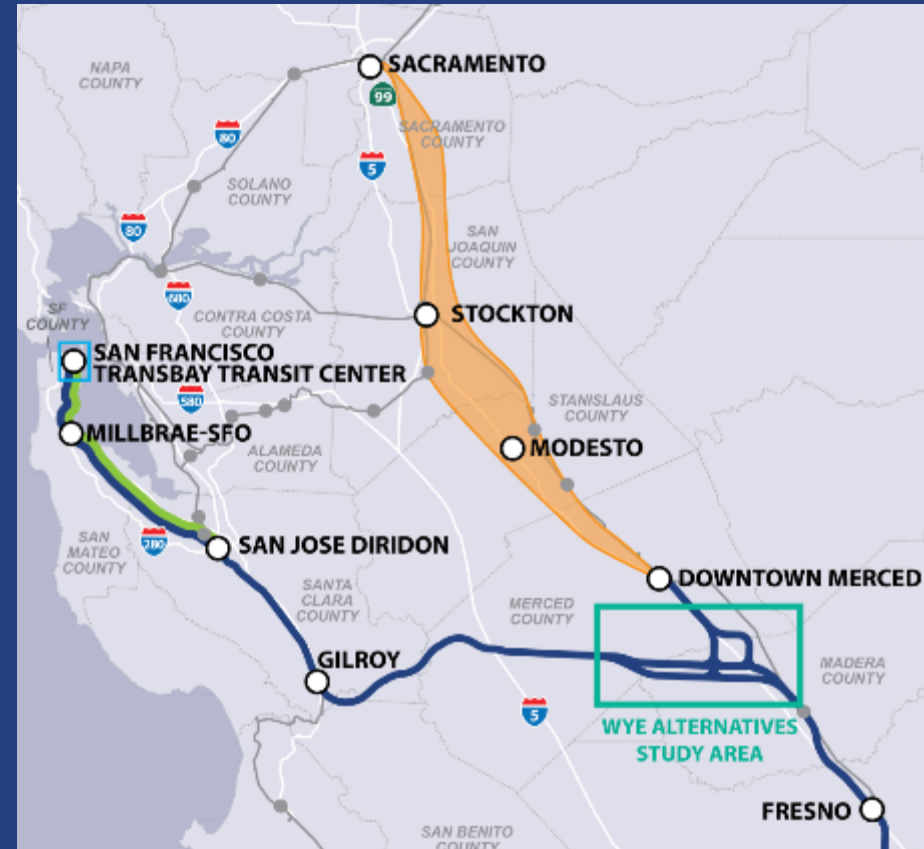 SACRAMENTO
NAPA
COUNTY
99
80
SACRAMENTO
COUNTY
5
SOLANO
COUNTY
80
SAN
JOAQUIN
COUNTY
680
SF
COUNTY
CONTRA COSTA
COUNTY
STOCKTON
SAN FRANCISCO
TRANSBAY TRANSIT CENTER
580
STANISLAUS
COUNTY
MILLBRAE-SFO
ALAMEDA
COUNTY
MODESTO
SAN
MATEO
COUNTY
280
SAN JOSE DIRIDON
SANTA
CLARA
COUNTY
DOWNTOWN MERCED
MERCED
COUNTY
GILROY
MADERA
COUNTY
5
WYE ALTERNATIVES
STUDY AREA
FRESNO
SAN BENITO
COUNTY